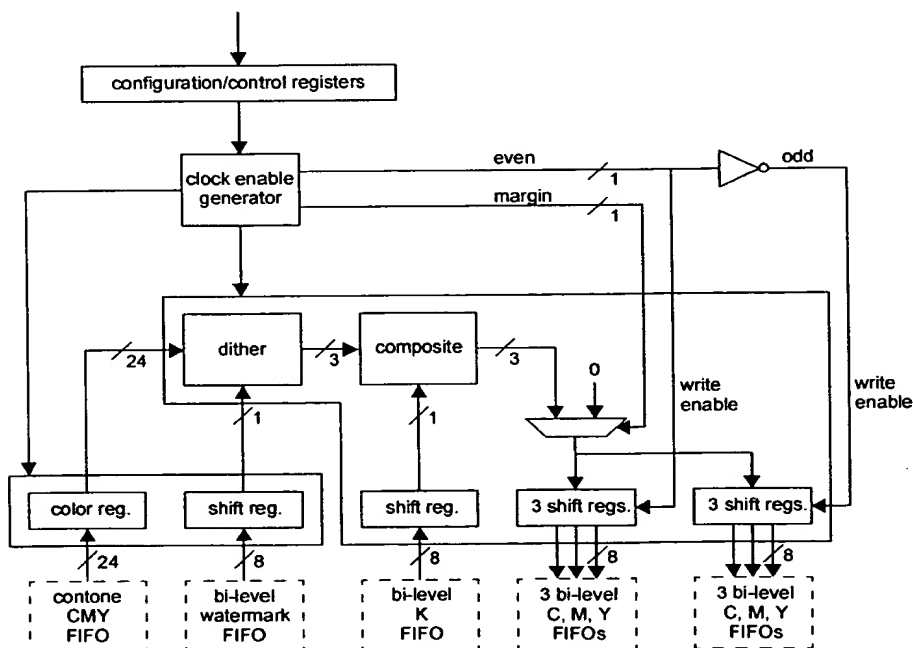 configuration/control registers
clock enable
generator
even
1
odd
margin
1
dither
composite
24
3
3
0
1
1
write
enable
write
enable
color reg.
shift reg.
shift reg.
3 shift regs.
3 shift regs.
24
8
8
8
8
contone
CMY
FIFO
bi-level
watermark
FIFO
bi-level
K
FIFO
3 bi-level
C, M, Y
FIFOs
3 bi-level
C, M, Y
FIFOs